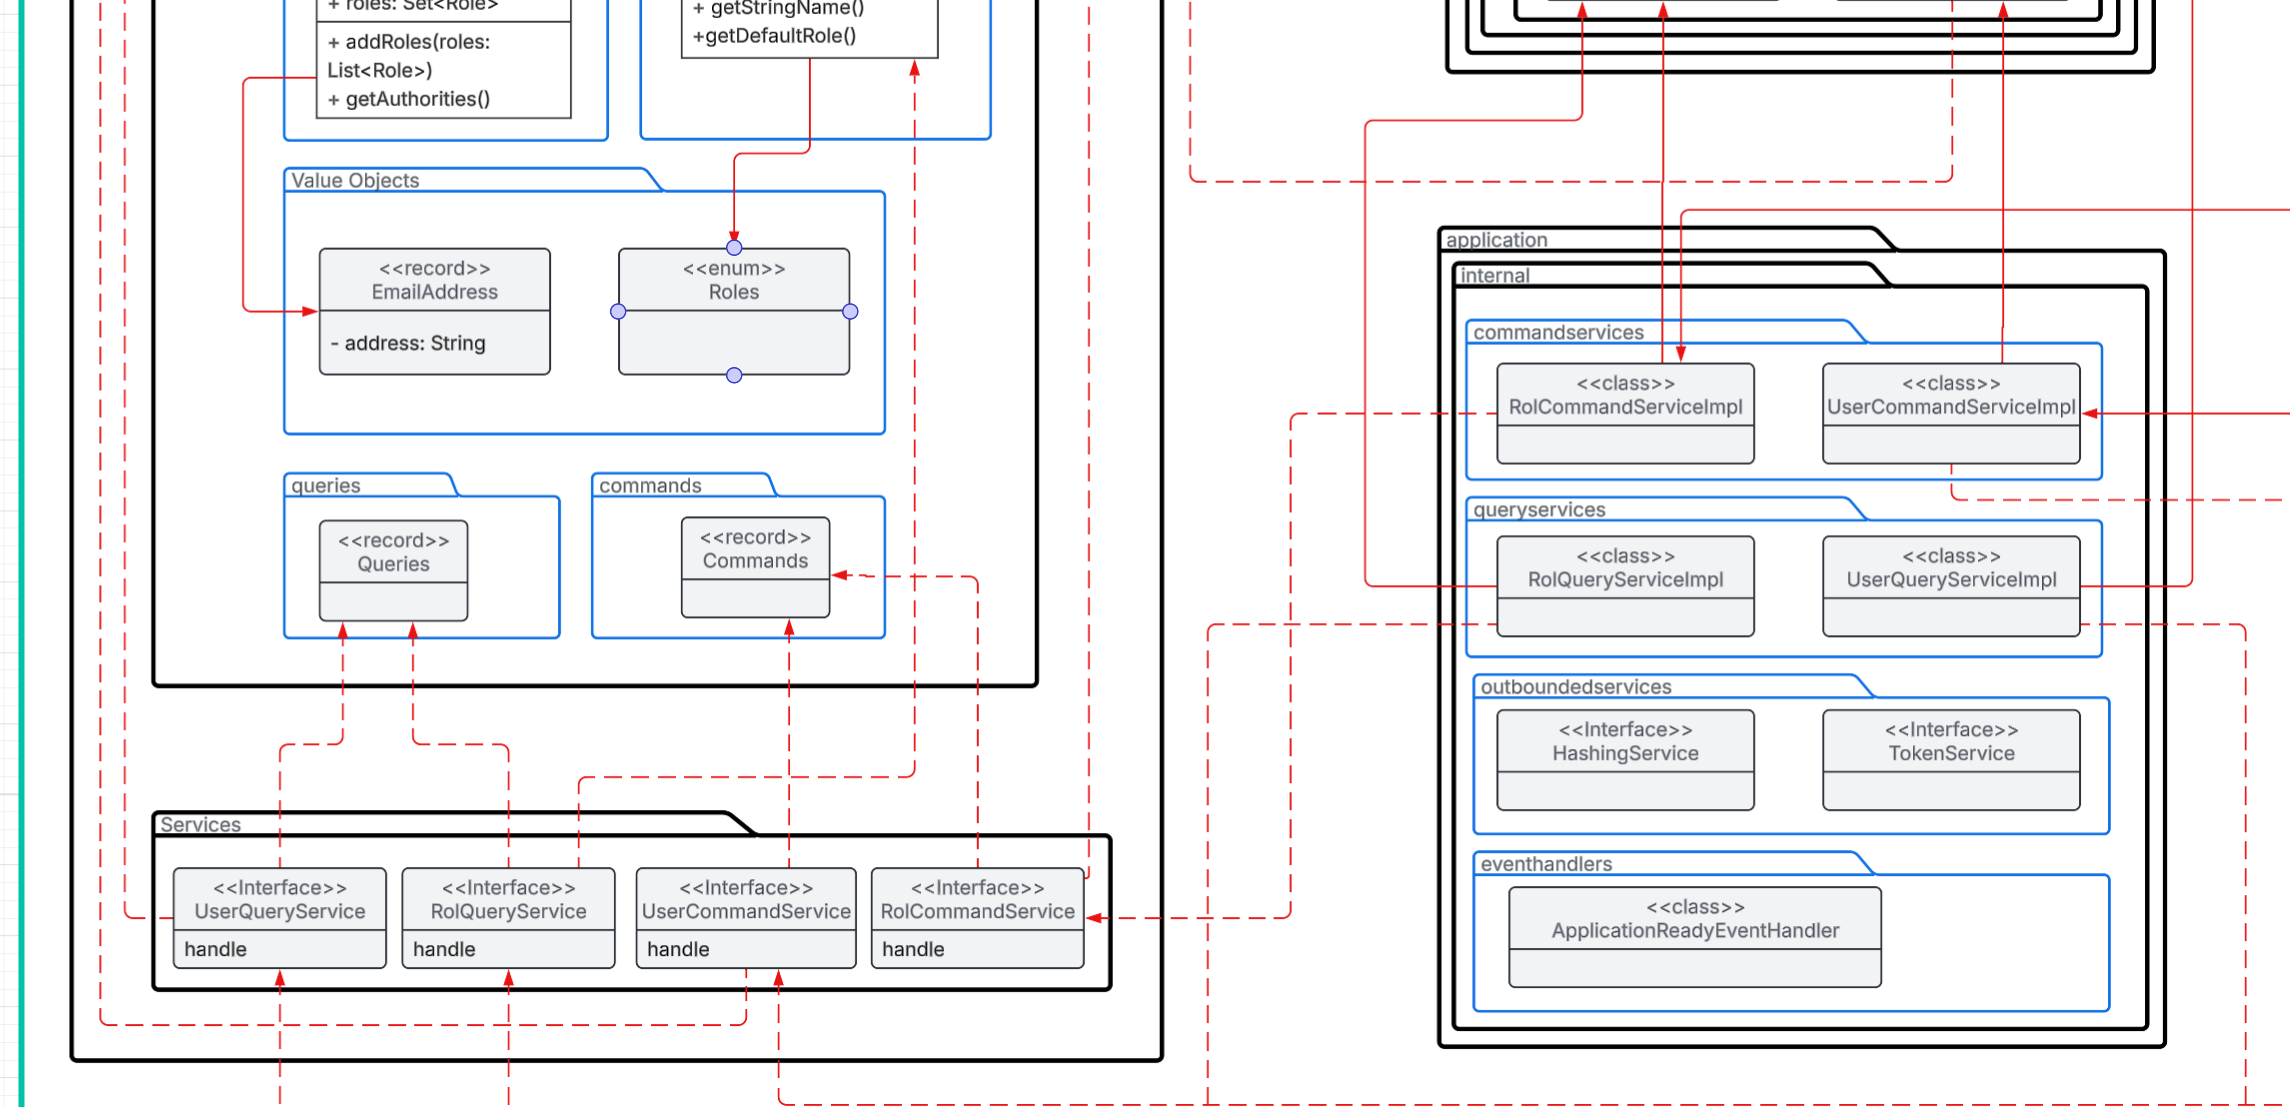 + roles: Set<Role>
+ addRoles(roles:
List<Role>)
+ getAuthorities()
+ getStringName()
+getDefaultRole()
Value Objects
<<record>>
EmailAddress
- address: String
<<enum>>
Roles
queries
<<record>>
Queries
commands
<<record>>
Commands
Services
<<Interface>>
UserQueryService
handle
<<Interface>>
RolQueryService
handle
<<Interface>>
UserCommandService
handle
<<Interface>>
RolCommandService
handle
application
internal
commandservices
<<class>>
RolCommandServiceImpl
<<class>>
UserCommandServiceImpl
queryservices
<<class>>
RolQueryServiceImpl
<<class>>
UserQueryServiceImpl
outboundedservices
<<Interface>>
HashingService
<<Interface>>
TokenService
eventhandlers
<<class>>
ApplicationReadyEventHandler